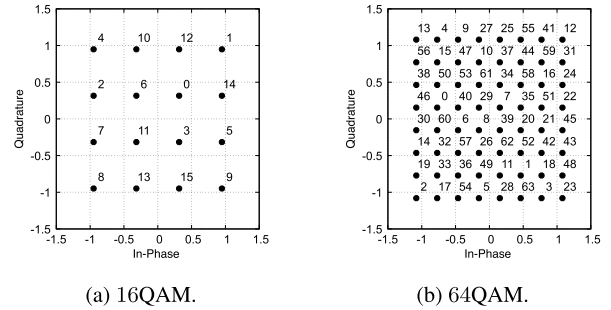 4 10 12 1
2 6 0 14
7 11 3 5
8 13 15 9
1.5
1
0.5
0
-0.5
-1
-1.5
Quadrature
-1.5 -1 -0.5 0 0.5 1 1.5
In-Phase
(a) 16QAM.
13 4 9 27 25 55 41 12
56 15 47 10 37 44 59 31
38 50 53 61 34 58 16 24
46 0 40 29 7 35 51 22
30 60 6 8 39 20 21 45
14 32 57 26 62 52 42 43
19 33 36 49 11 1 18 48
2 17 54 5 28 63 3 23
1.5
1
0.5
0
-0.5
-1
-1.5
Quadrature
-1.5 -1 -0.5 0 0.5 1 1.5
In-Phase
(b) 64QAM.